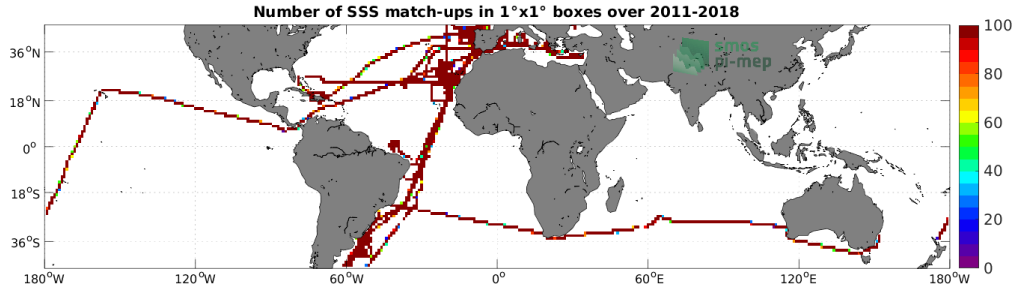 Number of SSS match-ups in 1°x1° boxes over 2011-2018
36°N
18°N
0°
18°S
36°S
180°W
120°W
60°W
0°
60°E
120°E
180°W
100
80
60
40
20
0
smos
pi-mep